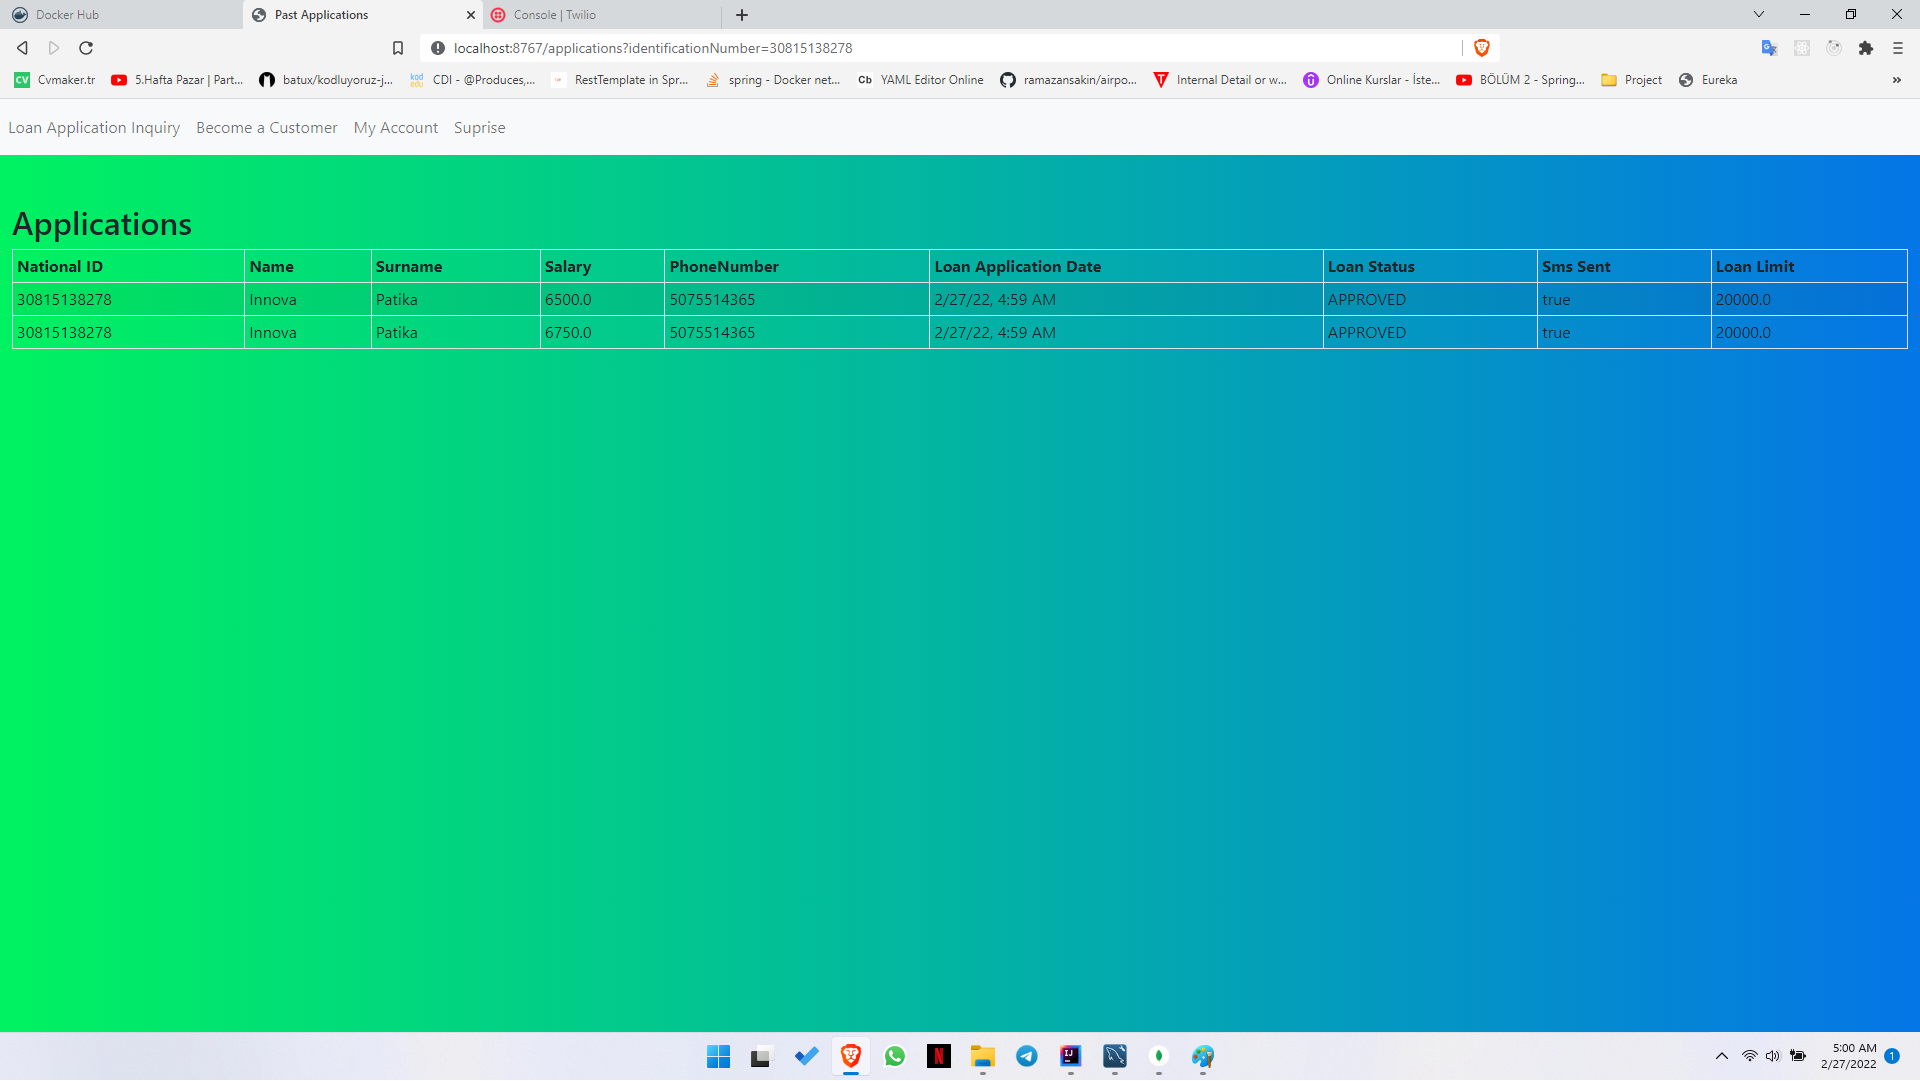 Docker Hub
Past Applications
Console | Twilio
localhost:8767/applications?identificationNumber=30815138278
CV Cvmaker.tr
5.Hafta Pazar | Part...
batux/kodluyoruz-j...
kod edu CDI - @Produces,...
RestTemplate in Spr...
spring - Docker net...
Cb YAML Editor Online
ramazansakin/airpo...
Internal Detail or w...
Online Kurslar - İste...
BÖLÜM 2 - Spring...
Project
Eureka
»
Loan Application Inquiry Become a Customer My Account Suprise
Applications
National ID Name Surname Salary PhoneNumber Loan Application Date Loan Status Sms Sent Loan Limit
30815138278 Innova Patika 6500.0 5075514365 2/27/22, 4:59 AM APPROVED true 20000.0
30815138278 Innova Patika 6750.0 5075514365 2/27/22, 4:59 AM APPROVED true 20000.0
N
IJ
5:00 AM
2/27/2022
1